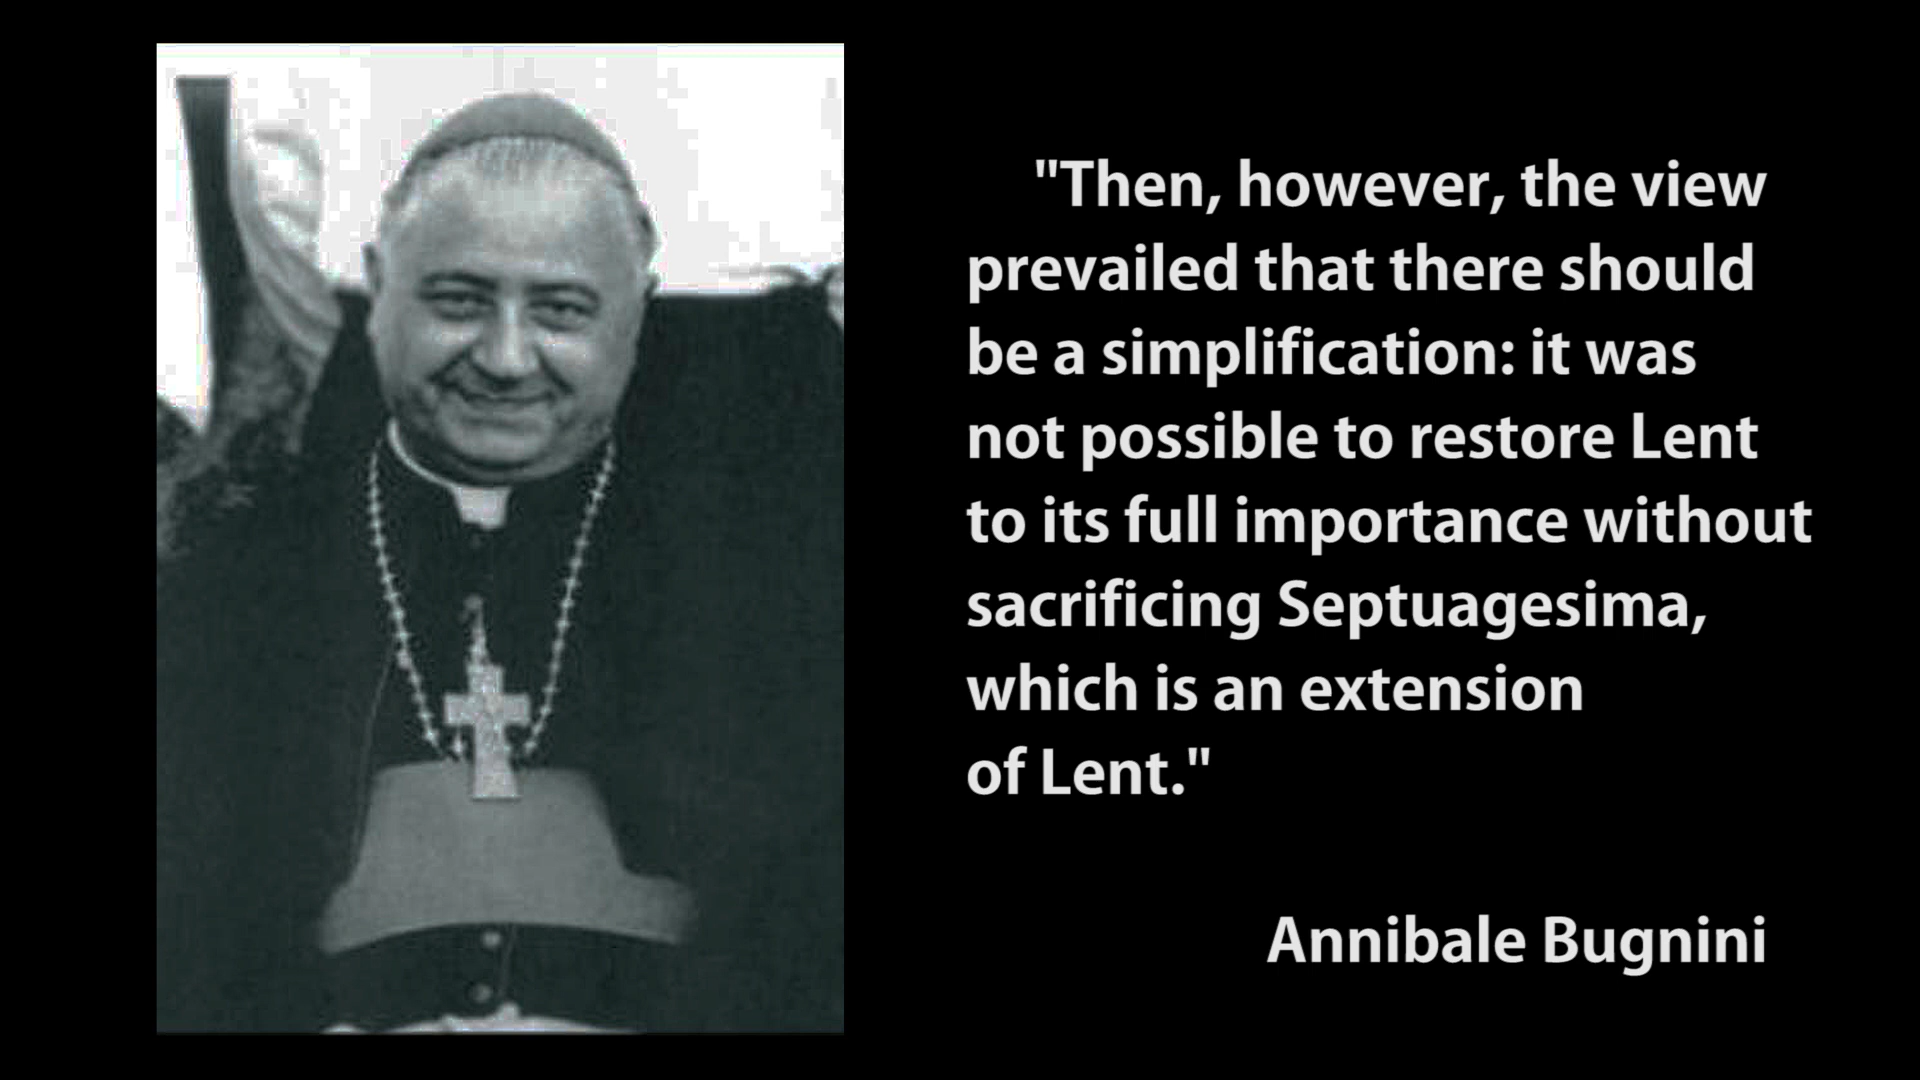 "Then, however, the view
prevailed that there should
be a simplification: it was
not possible to restore Lent
to its full importance without
sacrificing Septuagesima,
which is an extension
of Lent."
Annibale Bugnini